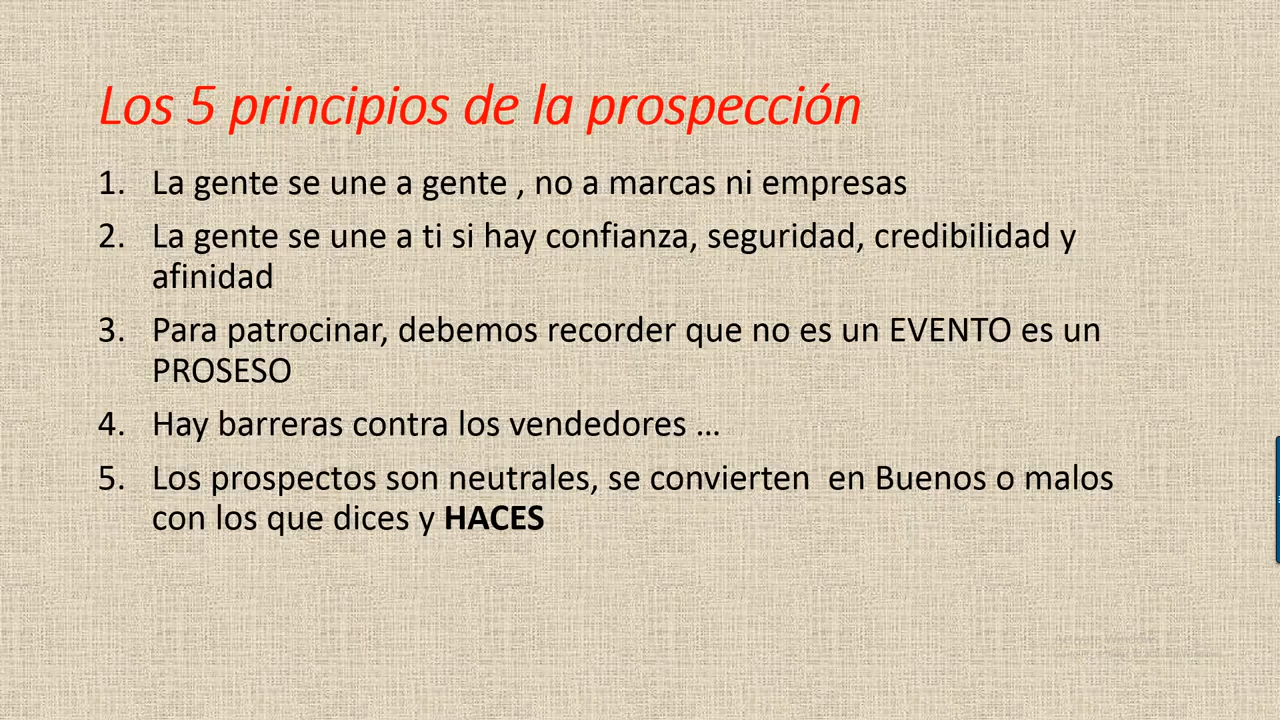 Los 5 principios de la prospección
1. La gente se une a gente , no a marcas ni empresas
2. La gente se une a ti si hay confianza, seguridad, credibilidad y
afinidad
3. Para patrocinar, debemos recorder que no es un EVENTO es un
PROSESO
4. Hay barreras contra los vendedores …
5. Los prospectos son neutrales, se convierten  en Buenos o malos
con los que dices y HACES